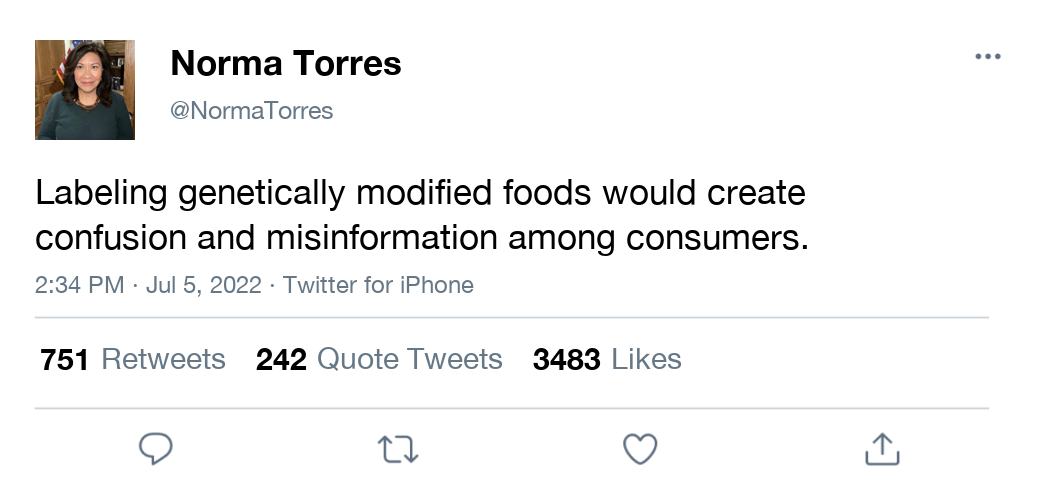 Norma Torres
@NormaTorres
Labeling genetically modified foods would create
confusion and misinformation among consumers.
2:34 PM · Jul 5, 2022 · Twitter for iPhone
751 Retweets 242 Quote Tweets 3483 Likes